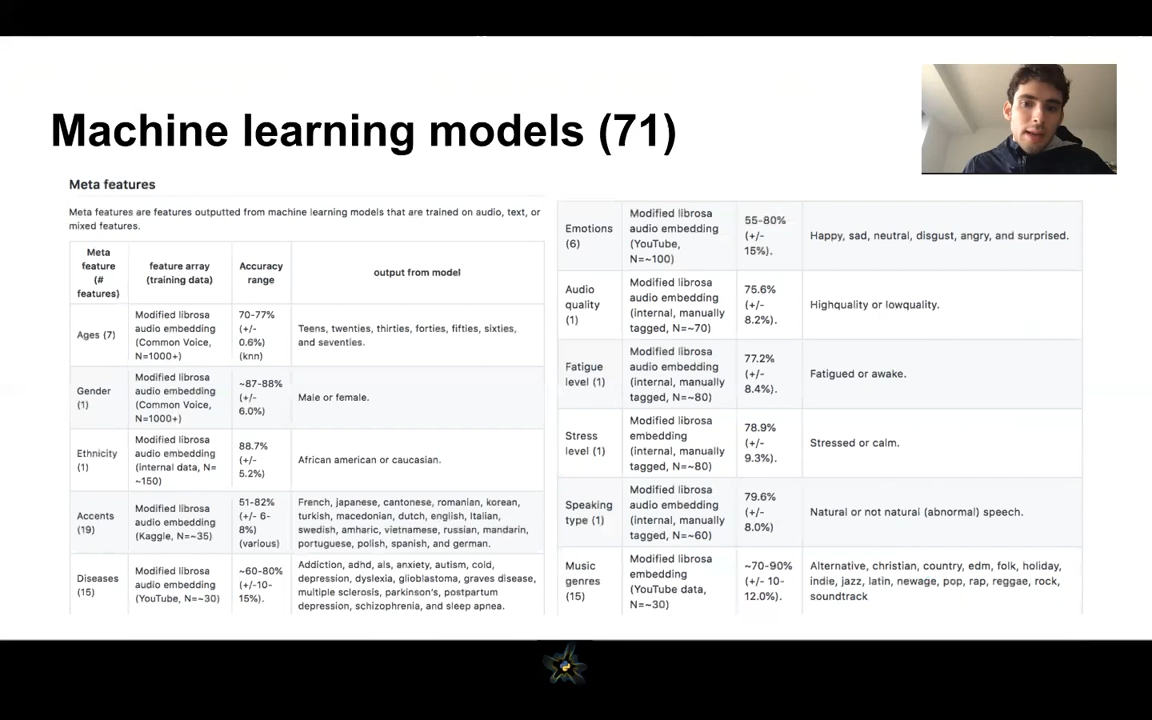 Machine learning models (71)
Meta features
Meta features are features outputted from machine learning models that are trained on audio, text, or
mixed features.
Meta
feature
(#
features)
feature array
(training data)
Accuracy
range
output from model
Ages (7)
Modified librosa
audio embedding
(Common Voice,
N=1000+)
70-77%
(+/-
0.6%)
(knn)
Teens, twenties, thirties, forties, fifties, sixties,
and seventies.
Gender
(1)
Modified librosa
audio embedding
(Common Voice,
N=1000+)
~87-88%
(+/-
6.0%)
Male or female.
Ethnicity
(1)
Modified librosa
audio embedding
(internal data, N=
~150)
88.7%
(+/-
5.2%)
African american or caucasian.
Accents
(19)
Modified librosa
audio embedding
(Kaggle, N=~35)
51-82%
(+/- 6-
8%)
(various)
French, japanese, cantonese, romanian, korean,
turkish, macedonian, dutch, english, Italian,
swedish, amharic, vietnamese, russian, mandarin,
portuguese, polish, spanish, and german.
Diseases
(15)
Modified librosa
audio embedding
(YouTube, N=~30)
~60-80%
(+/-10-
15%).
Addiction, adhd, als, anxiety, autism, cold,
depression, dyslexia, glioblastoma, graves disease,
multiple sclerosis, parkinson's, postpartum
depression, schizophrenia, and sleep apnea.
Emotions
(6)
Modified librosa
audio embedding
(YouTube,
N=~100)
55-80%
(+/-
15%).
Happy, sad, neutral, disgust, angry, and surprised.
Audio
quality
(1)
Modified librosa
audio embedding
(internal, manually
tagged, N=~70)
75.6%
(+/-
8.2%).
Highquality or lowquality.
Fatigue
level (1)
Modified librosa
audio embedding
(internal, manually
tagged, N=~80)
77.2%
(+/-
8.4%).
Fatigued or awake.
Stress
level (1)
Modified librosa
embedding
(internal, manually
tagged, N=~80)
78.9%
(+/-
9.3%).
Stressed or calm.
Speaking
type (1)
Modified librosa
audio embedding
(internal, manually
tagged, N=~60)
79.6%
(+/-
8.0%)
Natural or not natural (abnormal) speech.
Music
genres
(15)
Modified librosa
embedding
(YouTube data,
N=~30)
~70-90%
(+/- 10-
12.0%).
Alternative, christian, country, edm, folk, holiday,
indie, jazz, latin, newage, pop, rap, reggae, rock,
soundtrack